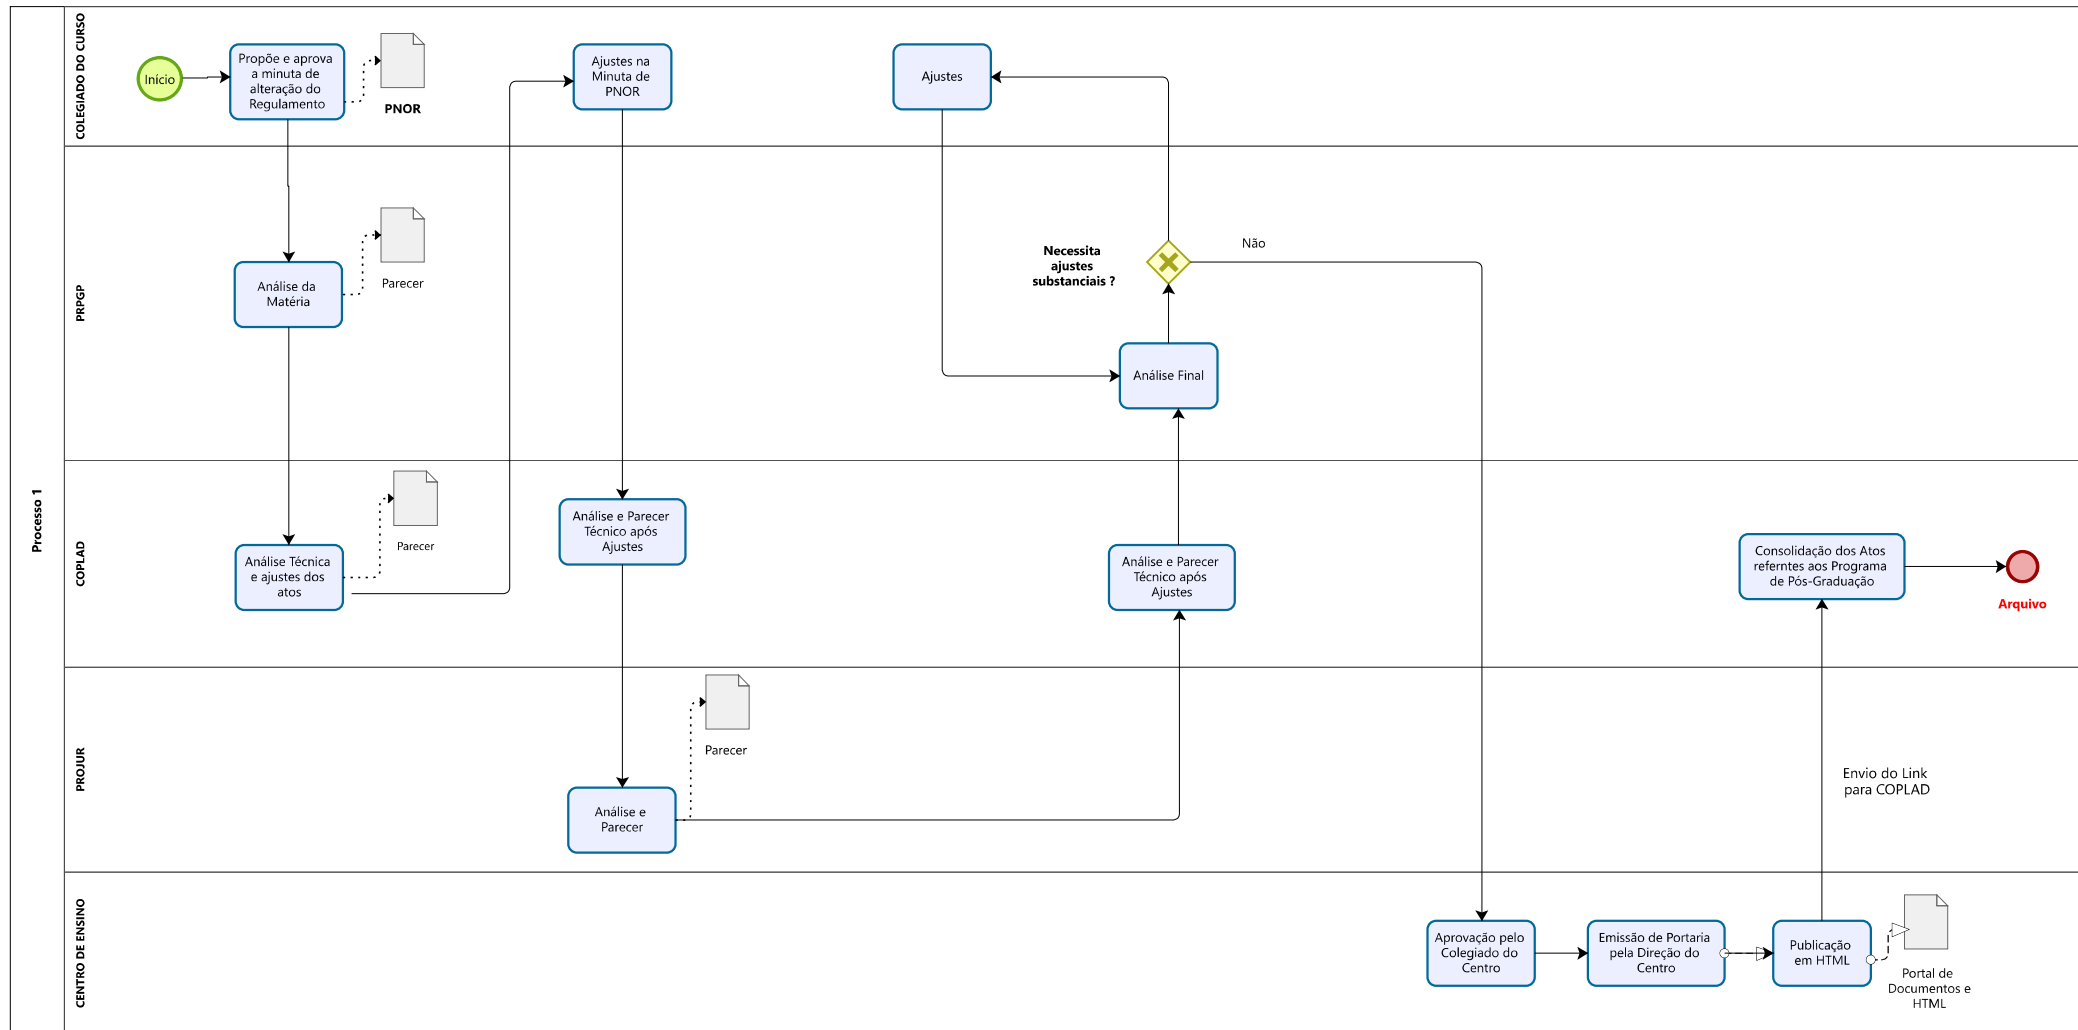 Processo 1
COLEGIADO DO CURSO
Início
Propõe e aprova
a minuta de
alteração do
Regulamento
PNOR
Ajustes na
Minuta de
PNOR
Ajustes
PRPGP
Análise da
Matéria
Parecer
Necessita
ajustes
substanciais ?
Não
Análise Final
COPLAD
Análise Técnica
e ajustes dos
atos
Parecer
Análise e Parecer
Técnico após
Ajustes
Análise e Parecer
Técnico após
Ajustes
Consolidação dos Atos
referntes aos Programa
de Pós-Graduação
Arquivo
PROJUR
Análise e
Parecer
Parecer
Envio do Link
para COPLAD
CENTRO DE ENSINO
Aprovação pelo
Colegiado do
Centro
Emissão de Portaria
pela Direção do
Centro
Publicação
em HTML
Portal de
Documentos e
HTML